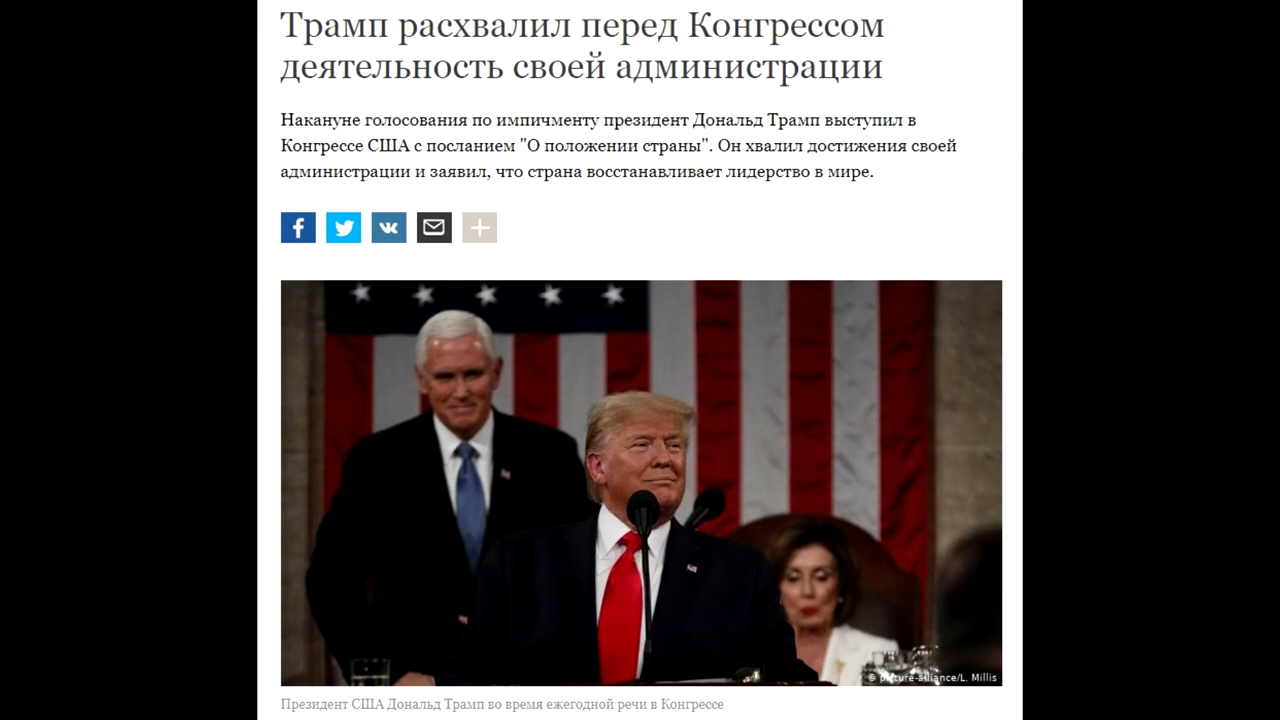 Трамп расхвалил перед Конгрессом
деятельность своей администрации
Накануне голосования по импичменту президент Дональд Трамп выступил в
Конгрессе США с посланием "О положении страны". Он хвалил достижения своей
администрации и заявил, что страна восстанавливает лидерство в мире.
© picture-alliance/L. Millis
Президент США Дональд Трамп во время ежегодной речи в Конгрессе